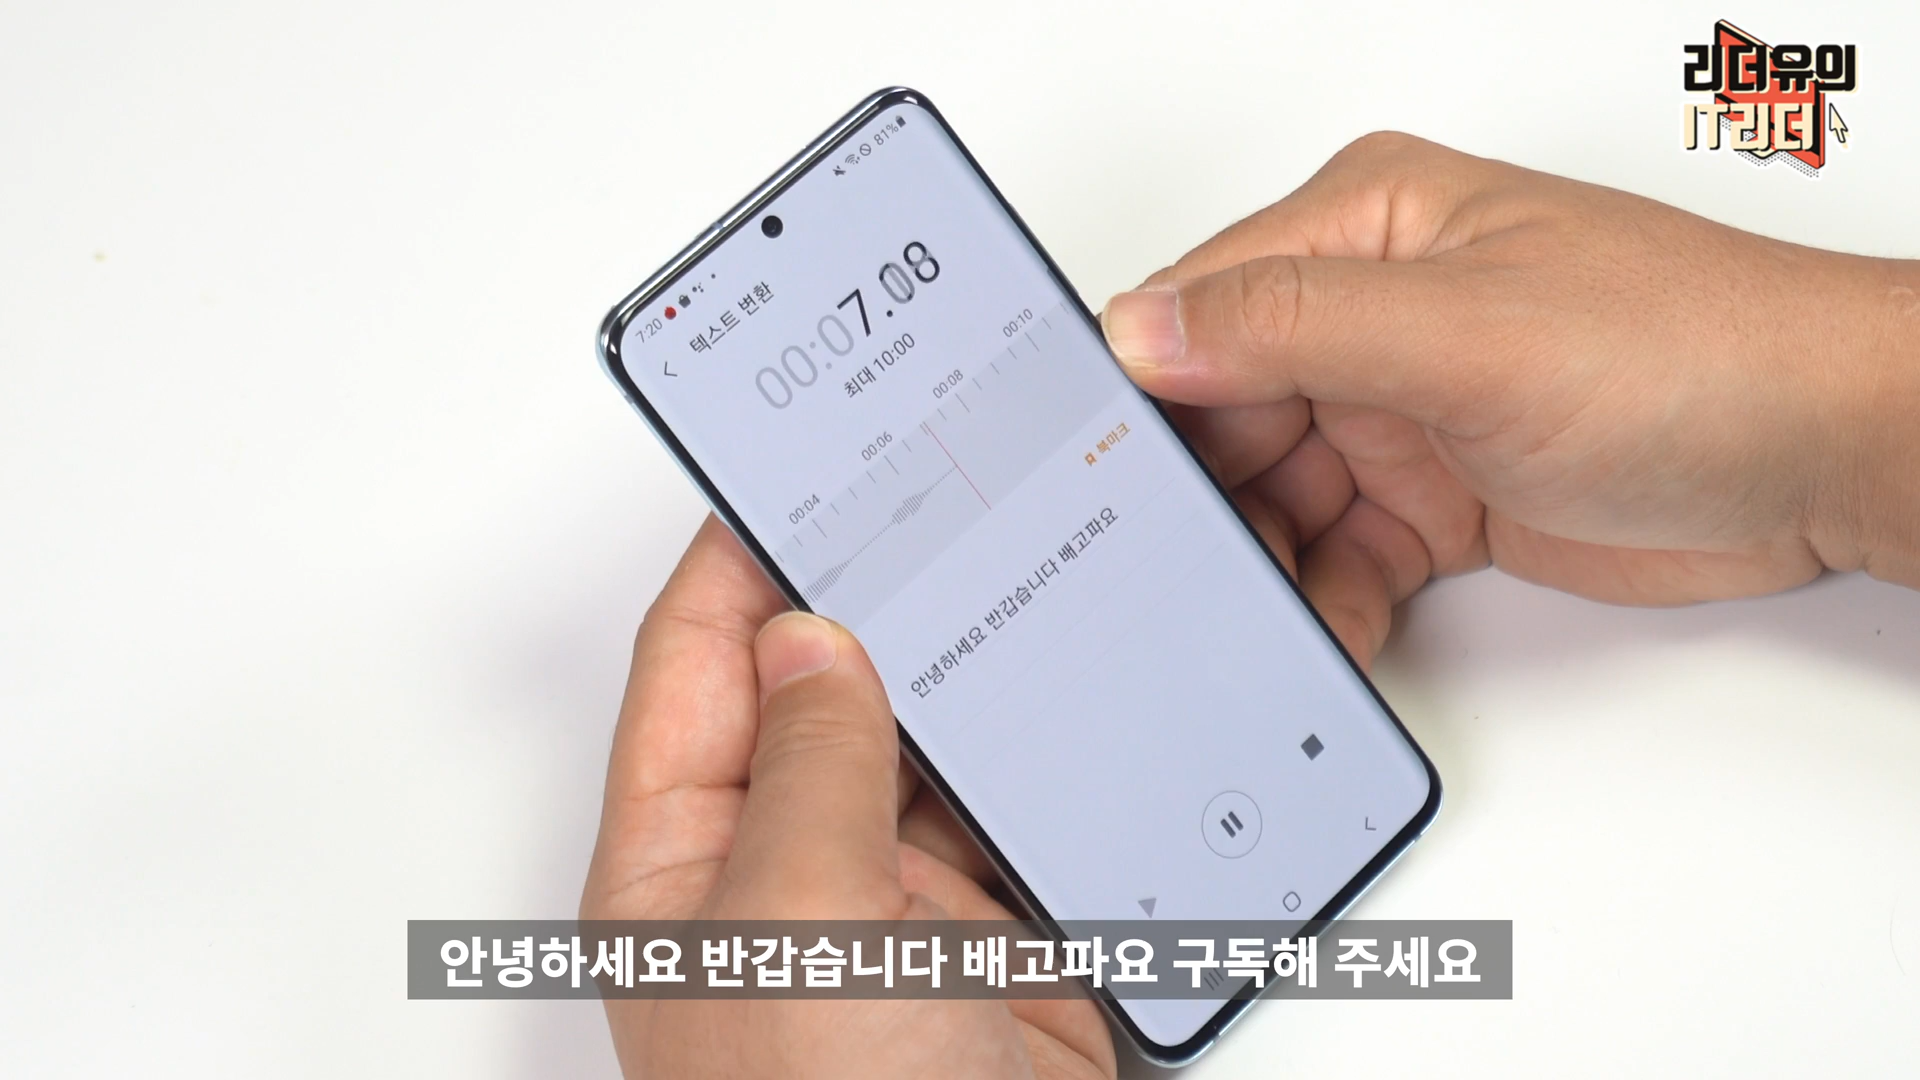 리더유의
IT리더
7:20
81%
텍스트 변환
00:07.08
최대 10:00
00:04
00:06
00:08
00:10
북마크
안녕하세요 반갑습니다 배고파요
안녕하세요 반갑습니다 배고파요 구독해 주세요